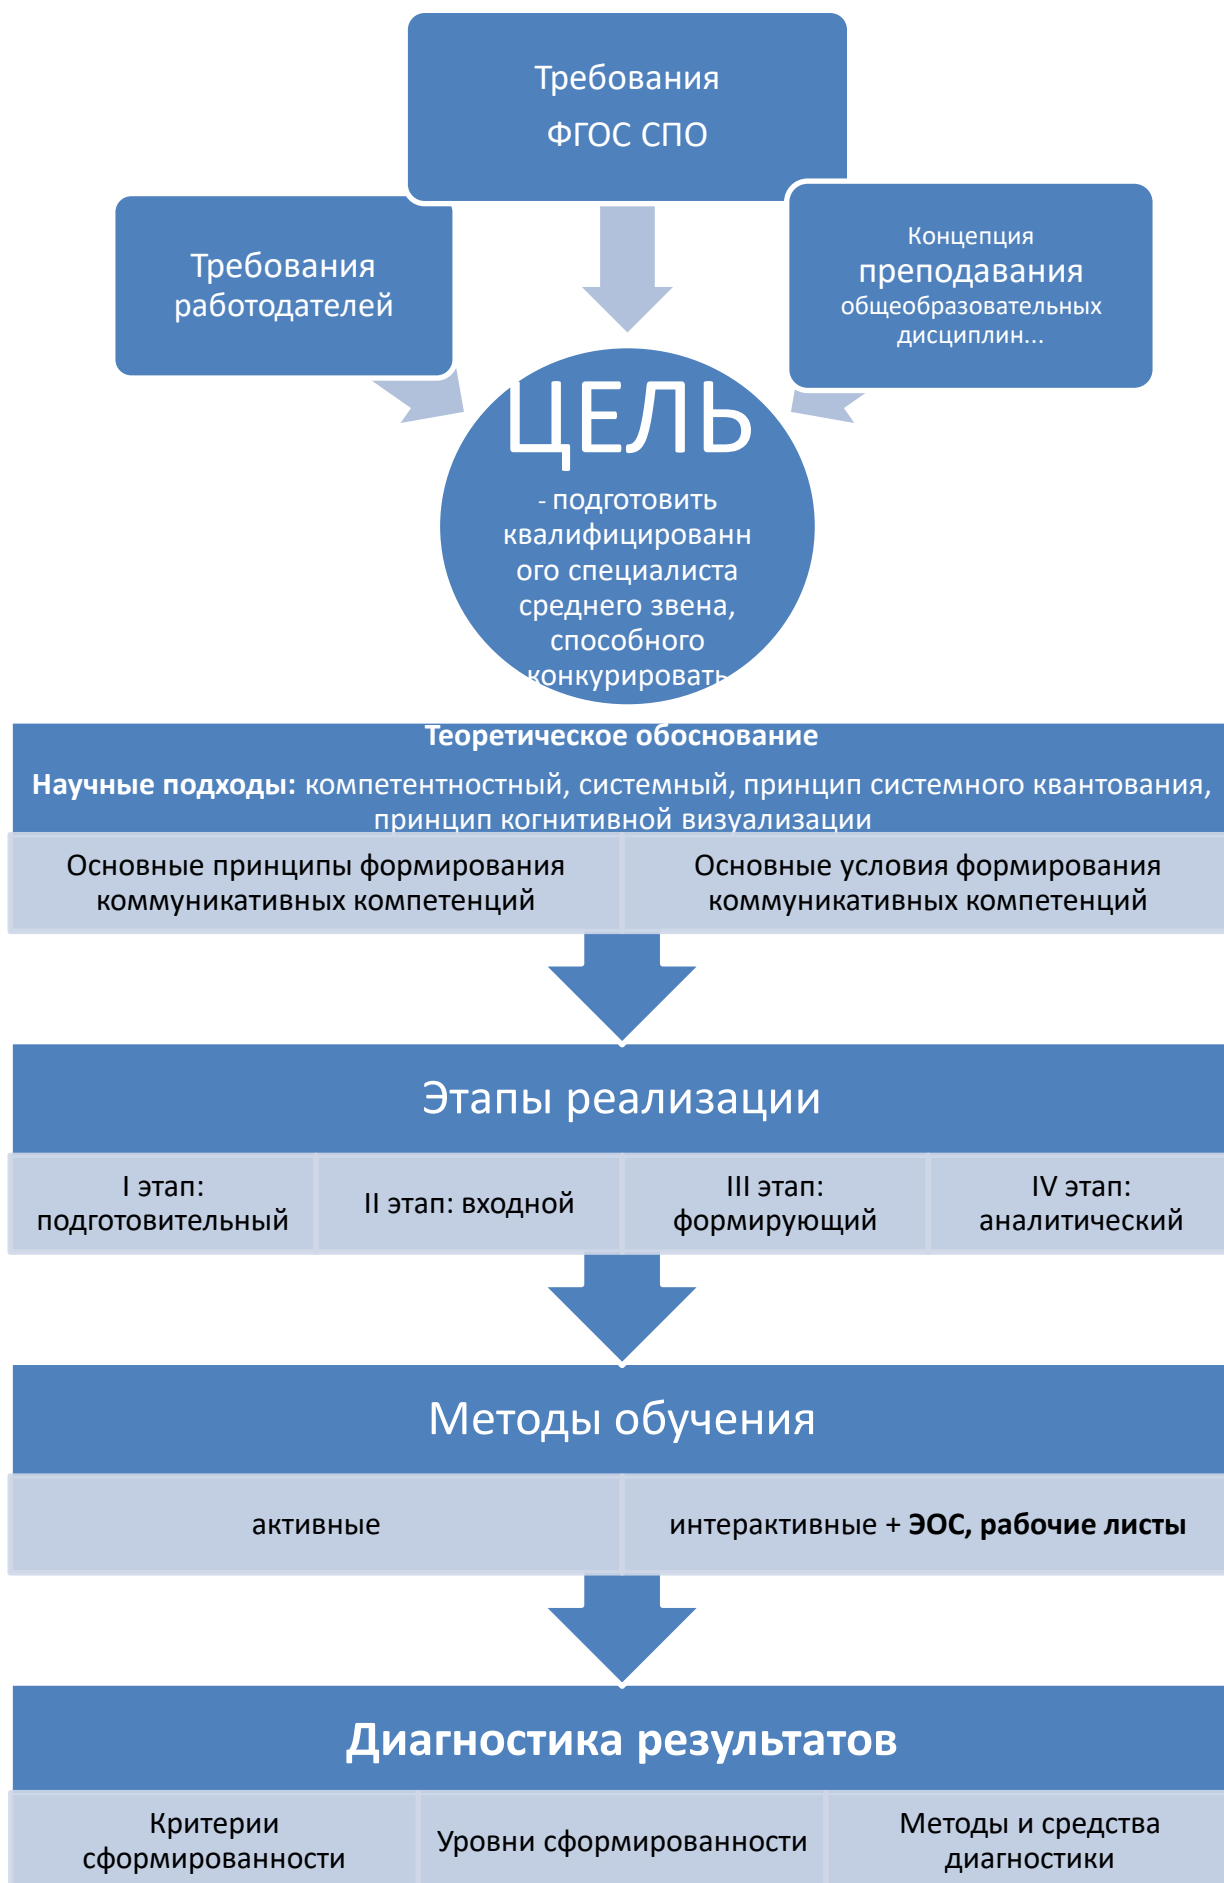 Требования
ФГОС СПО
Требования
работодателей
Концепция
преподавания
общеобразовательных
дисциплин...
ЦЕЛЬ
- подготовить
квалифицированн
ого специалиста
среднего звена,
способного
конкурировать
Теоретическое обоснование
Научные подходы: компетентностный, системный, принцип системного квантования,
принцип когнитивной визуализации
Основные принципы формирования
коммуникативных компетенций
Основные условия формирования
коммуникативных компетенций
Этапы реализации
I этап:
подготовительный
II этап: входной
III этап:
формирующий
IV этап:
аналитический
Методы обучения
активные
интерактивные + ЭОС, рабочие листы
Диагностика результатов
Критерии
сформированности
Уровни сформированности
Методы и средства
диагностики